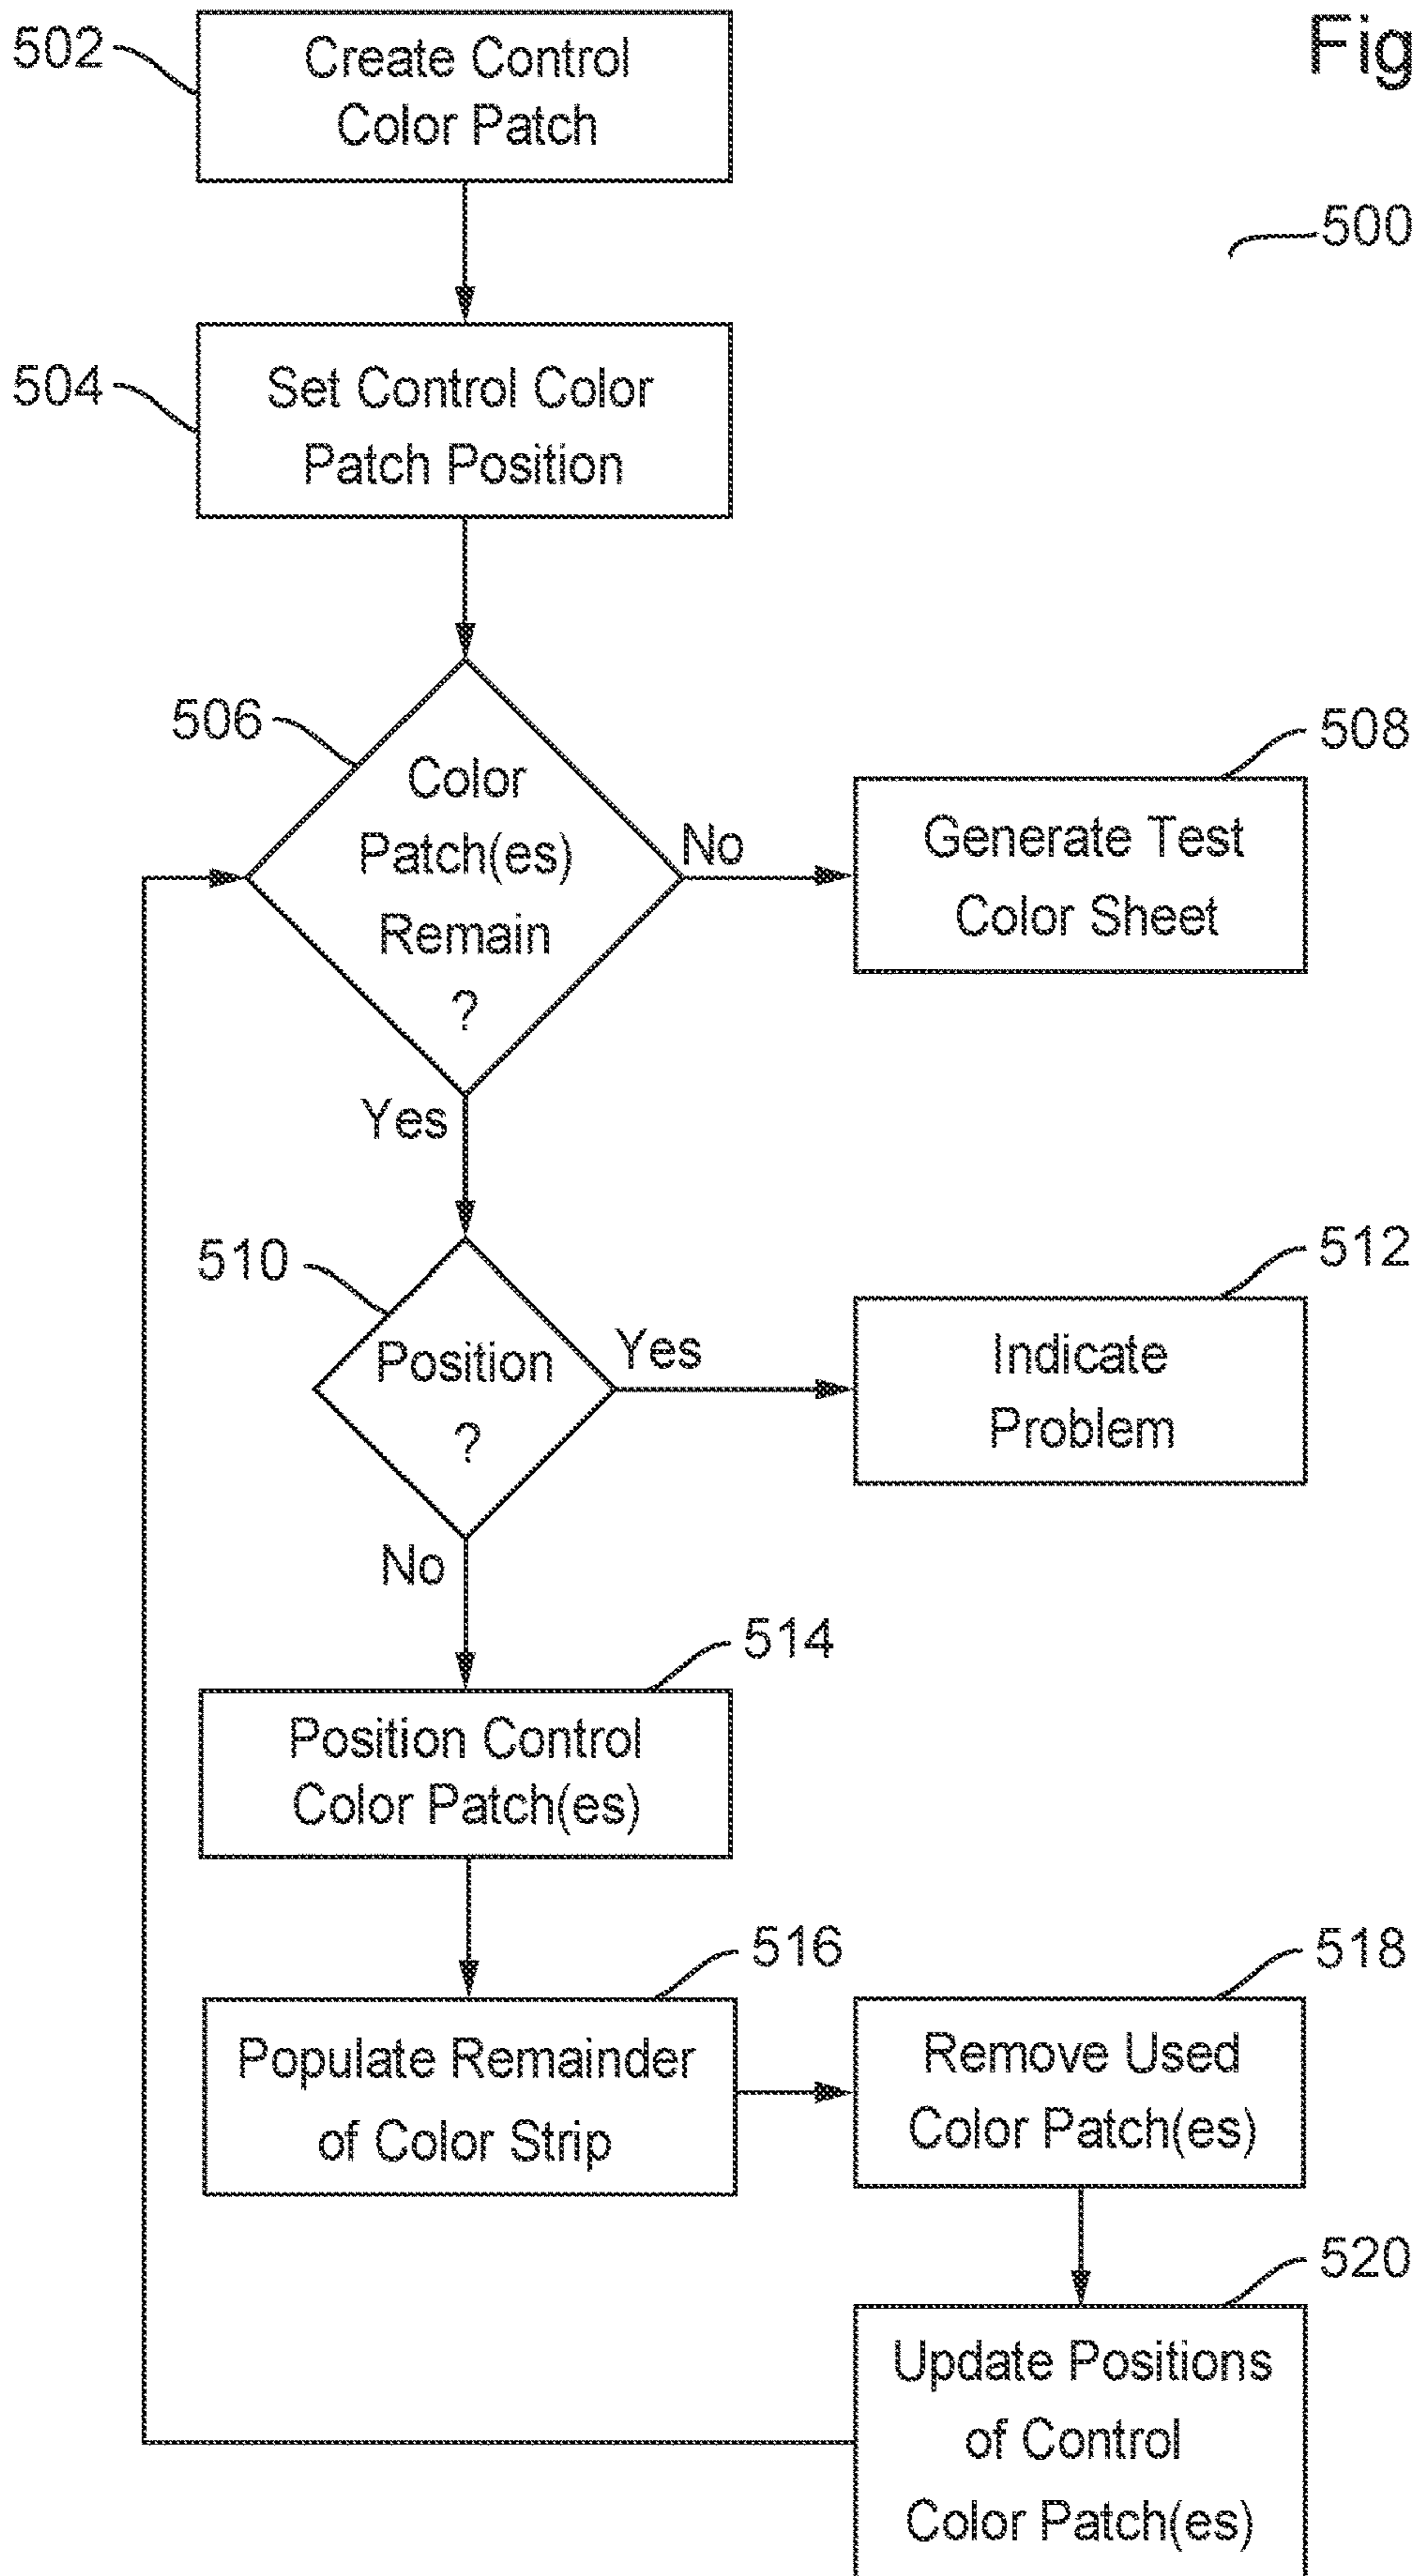 Fig
500
502
Create Control
Color Patch
504
Set Control Color
Patch Position
506
Color
Patch(es)
Remain
?
No
508
Generate Test
Color Sheet
Yes
510
Position
?
Yes
512
Indicate
Problem
No
514
Position Control
Color Patch(es)
516
Populate Remainder
of Color Strip
518
Remove Used
Color Patch(es)
520
Update Positions
of Control
Color Patch(es)